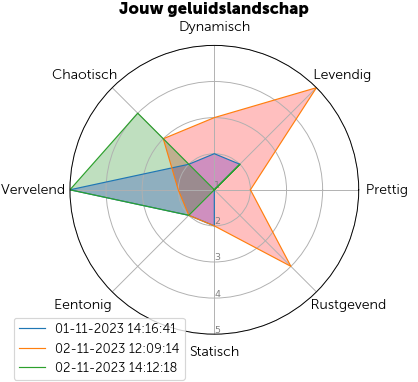 Jouw geluidslandschap
Dynamisch
Chaotisch
Levendig
Vervelend
1
Prettig
2
3
4
5
Eentonig
Rustgevend
Statisch
01-11-2023 14:16:41
02-11-2023 12:09:14
02-11-2023 14:12:18